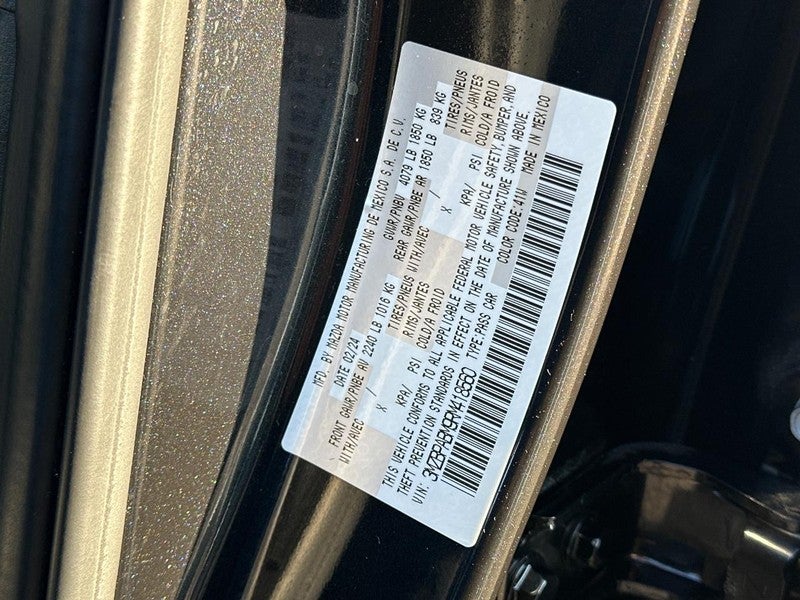 MFD. BY MAZDA MOTOR MANUFACTURING DE MEXICO S.A. DE C.V.
DATE 02/24 GVWR/PNBV 4079 LB 1850 KG
FRONT GAWR/PNBE AV 2240 LB 1016 KG REAR GAWR/PNBE AR 1850 LB 839 KG
WITH/AVEC / TIRES/PNEUS WITH/AVEC / TIRES/PNEUS
X RIMS/JANTES X RIMS/JANTES
KPA/ PSI COLD/A FROID KPA/ PSI COLD/A FROID
THIS VEHICLE CONFORMS TO ALL APPLICABLE FEDERAL MOTOR VEHICLE SAFETY, BUMPER, AND
THEFT PREVENTION STANDARDS IN EFFECT ON THE DATE OF MANUFACTURE SHOWN ABOVE.
VIN: 3MZBPABM9RM418560 TYPE:PASS CAR COLOR CODE:41W MADE IN MEXICO